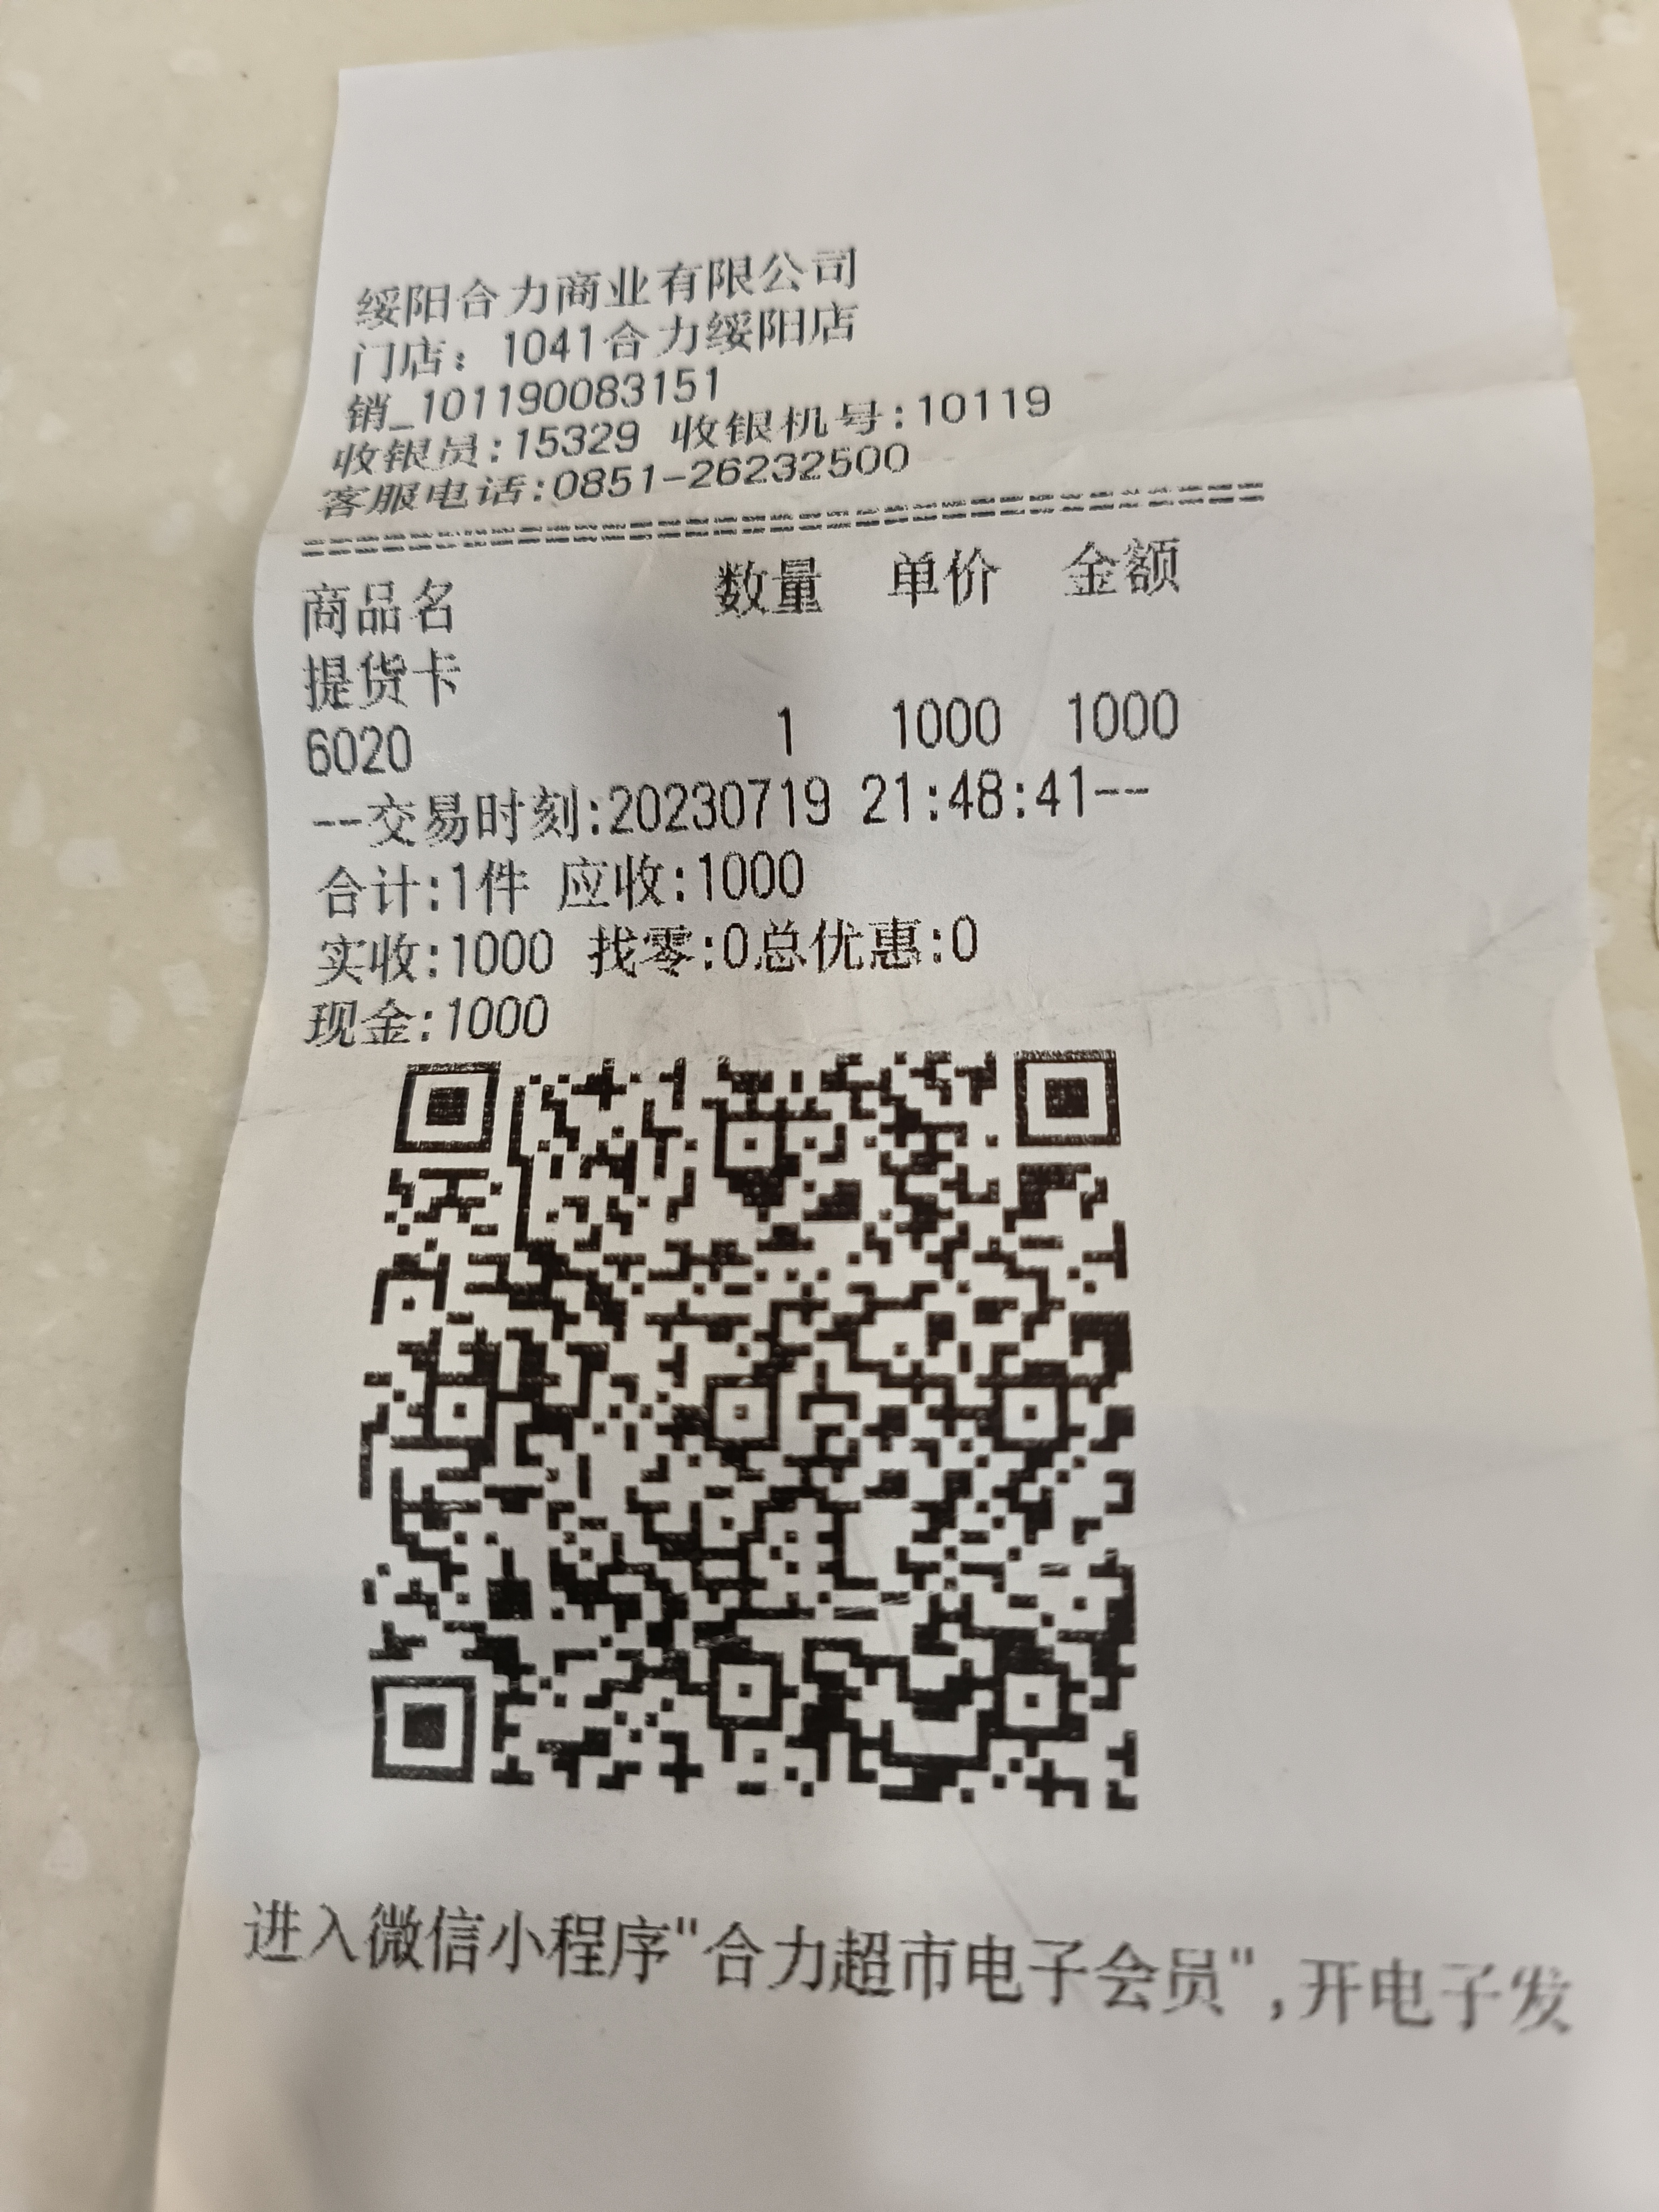 绥阳合力商业有限公司
门店：1041合力绥阳店
销_101190083151
收银员:15329 收银机号:10119
客服电话:0851-26232500
商品名 数量 单价 金额
提货卡
6020 1 1000 1000
--交易时刻:20230719 21:48:41--
合计:1件 应收:1000
实收:1000 找零:0总优惠:0
现金:1000
进入微信小程序"合力超市电子会员",开电子发